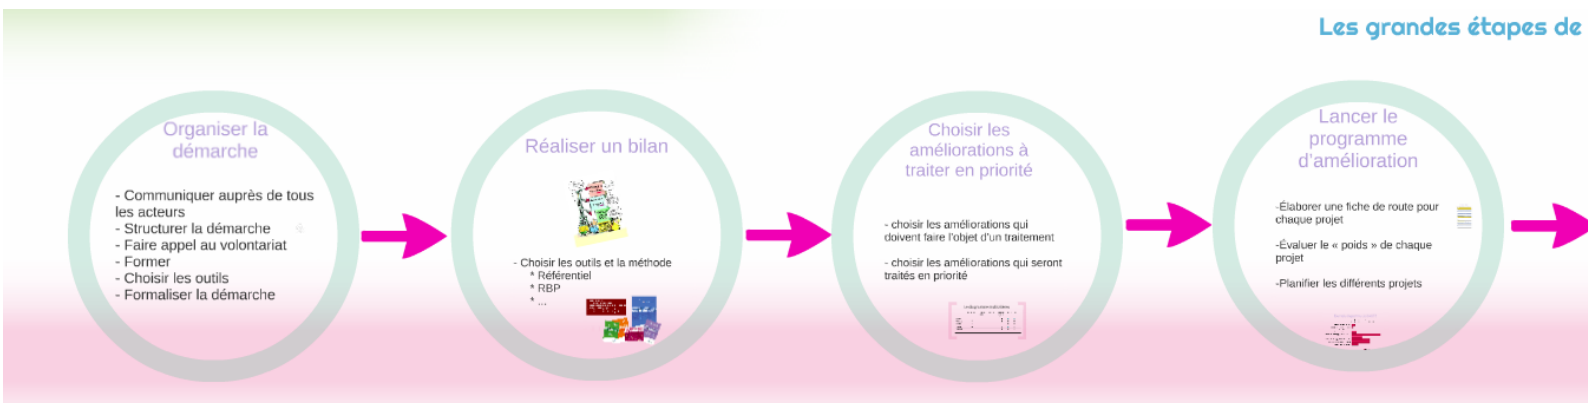 Les grandes étapes de
Organiser la
démarche
- Communiquer auprès de tous
les acteurs
- Structurer la démarche
- Faire appel au volontariat
- Former
- Choisir les outils
- Formaliser la démarche
Réaliser un bilan
- Choisir les outils et la méthode
* Référentiel
* RBP
* ...
Choisir les
améliorations à
traiter en priorité
- choisir les améliorations qui
doivent faire l'objet d'un traitement
- choisir les améliorations qui seront
traités en priorité
Lancer le
programme
d'amélioration
-Élaborer une fiche de route pour
chaque projet
-Évaluer le « poids » de chaque
projet
-Planifier les différents projets